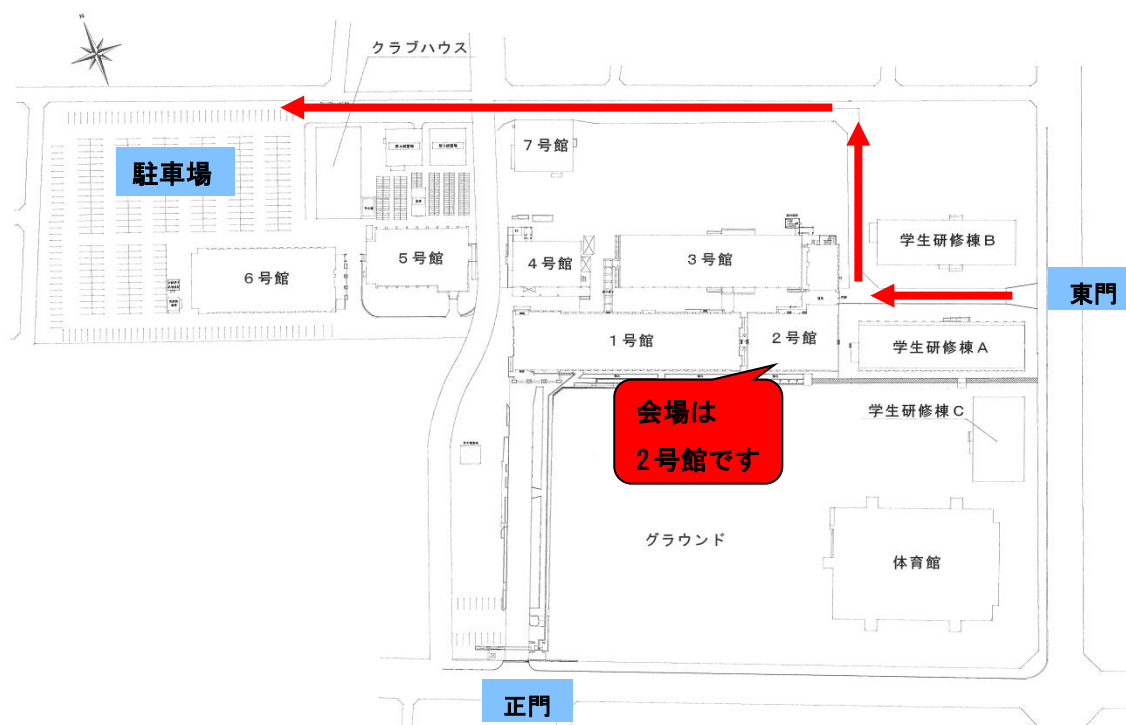 N
クラブハウス
駐車場
7号館
学生研修棟B
3号館
5号館
4号館
6号館
東門
1号館
2号館
学生研修棟A
会場は
2号館です
学生研修棟C
グラウンド
体育館
正門